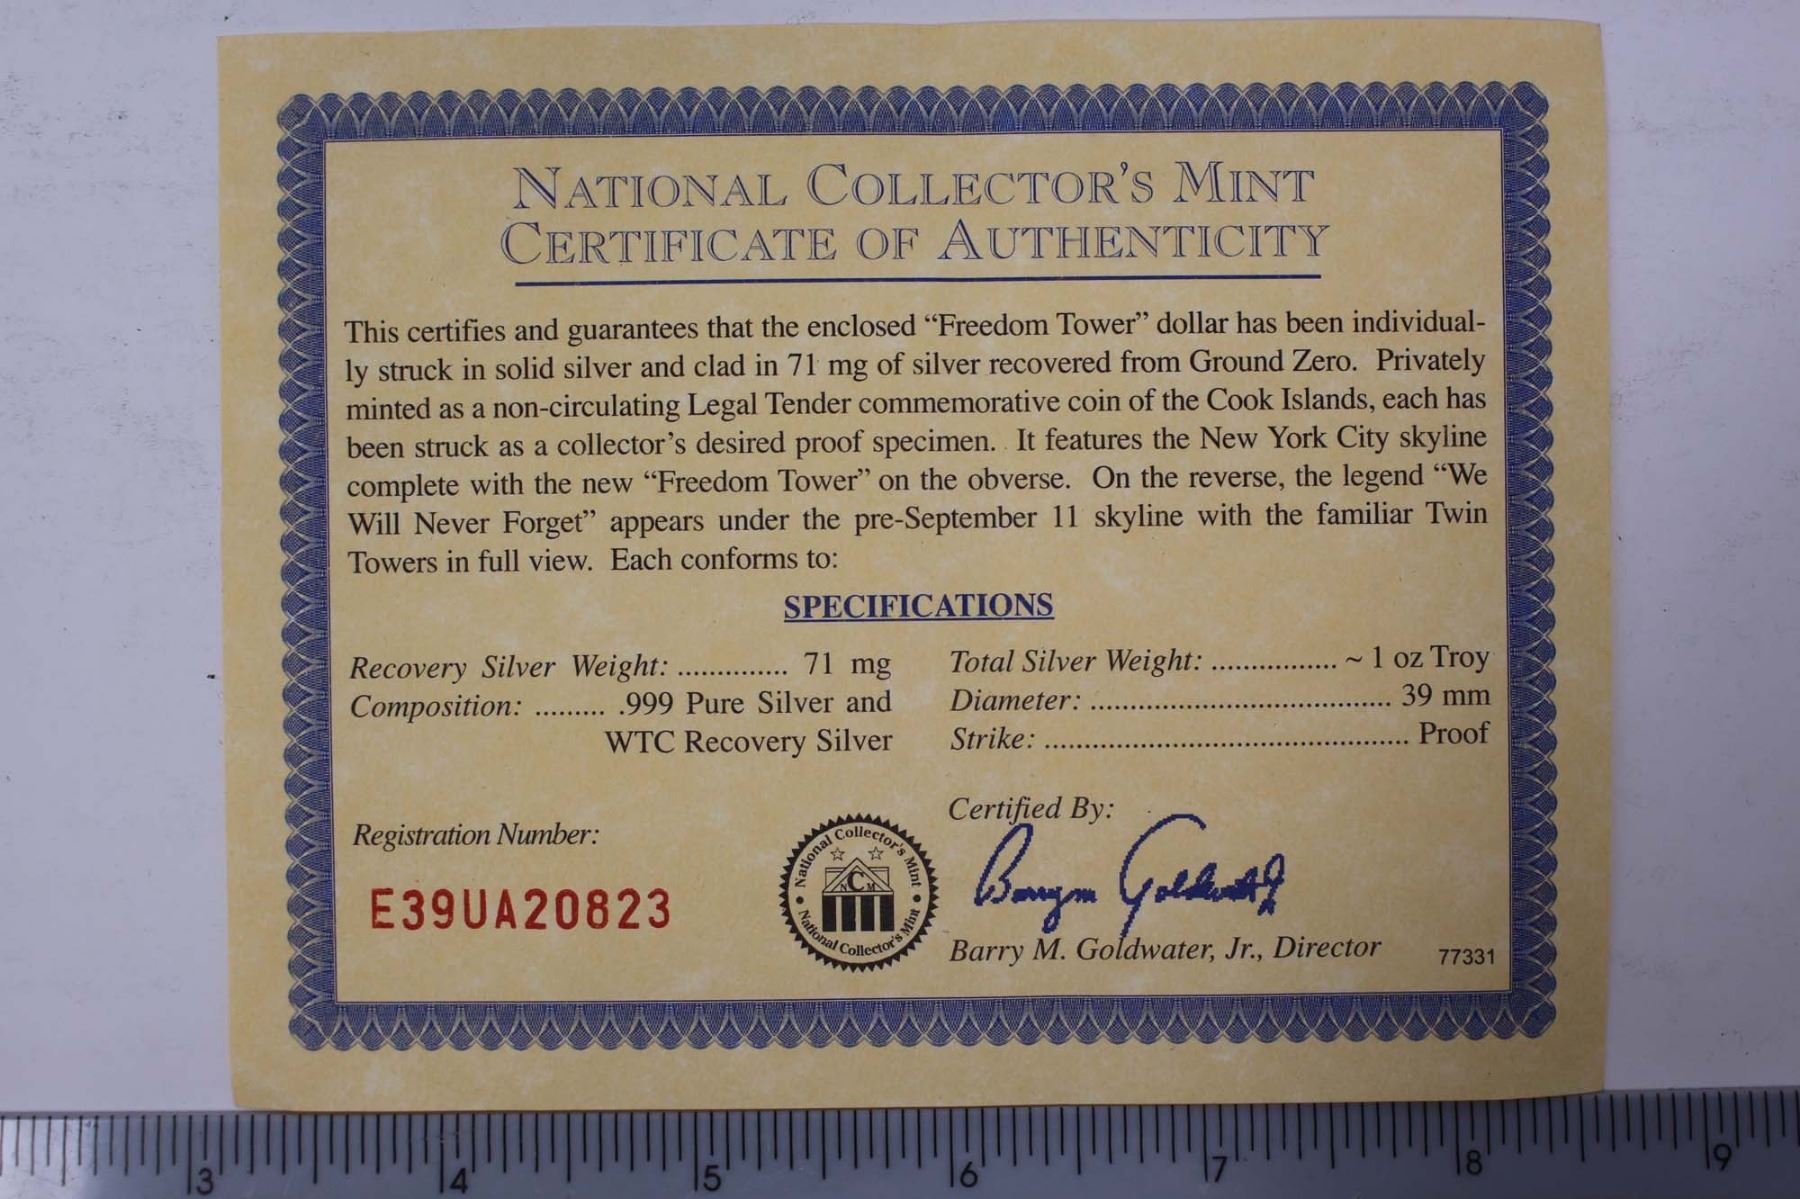 NATIONAL COLLECTOR'S MINT
CERTIFICATE OF AUTHENTICITY
This certifies and guarantees that the enclosed “Freedom Tower” dollar has been individual-
ly struck in solid silver and clad in 71 mg of silver recovered from Ground Zero. Privately
minted as a non-circulating Legal Tender commemorative coin of the Cook Islands, each has
been struck as a collector's desired proof specimen. It features the New York City skyline
complete with the new “Freedom Tower” on the obverse. On the reverse, the legend “We
Will Never Forget” appears under the pre-September 11 skyline with the familiar Twin
Towers in full view. Each conforms to:
SPECIFICATIONS
Recovery Silver Weight: .............. 71 mg
Composition: ......... .999 Pure Silver and
WTC Recovery Silver
Total Silver Weight: ................ ~ 1 oz Troy
Diameter: ...................................... 39 mm
Strike: .............................................. Proof
Registration Number:
E39UA20823
National Collector's Mint
NCM
National Collector's Mint
Certified By:
Barry M Goldwater Jr
Barry M. Goldwater, Jr., Director
77331
3 4 5 6 7 8 9